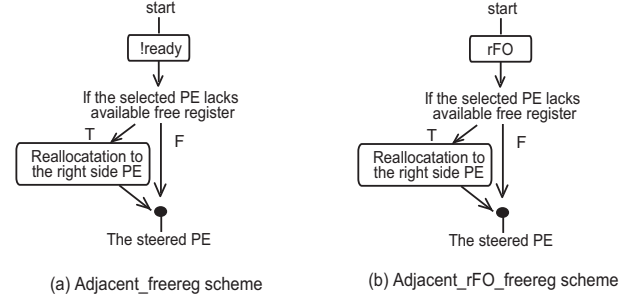 start
!ready
If the selected PE lacks
available free register
T
F
Reallocatation to
the right side PE
The steered PE
(a) Adjacent_freereg scheme
start
rFO
If the selected PE lacks
available free register
T
F
Reallocatation to
the right side PE
The steered PE
(b) Adjacent_rFO_freereg scheme